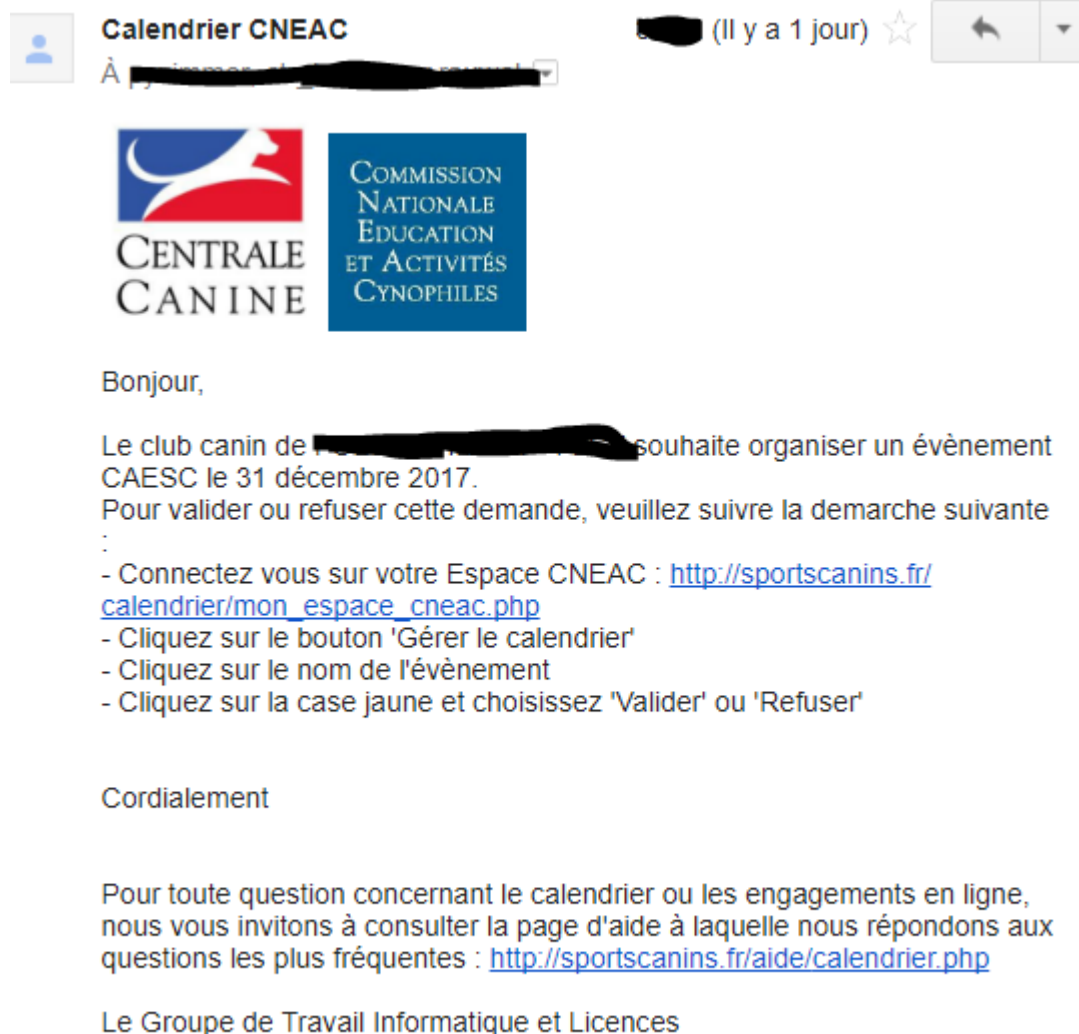 Calendrier CNEAC
(Il y a 1 jour)
À
CENTRALE
CANINE
COMMISSION
NATIONALE
EDUCATION
ET ACTIVITÉS
CYNOPHILES
Bonjour,
Le club canin de souhaite organiser un évènement
CAESC le 31 décembre 2017.
Pour valider ou refuser cette demande, veuillez suivre la demarche suivante
:
- Connectez vous sur votre Espace CNEAC : http://sportscanins.fr/
calendrier/mon_espace_cneac.php
- Cliquez sur le bouton 'Gérer le calendrier'
- Cliquez sur le nom de l'évènement
- Cliquez sur la case jaune et choisissez 'Valider' ou 'Refuser'
Cordialement
Pour toute question concernant le calendrier ou les engagements en ligne,
nous vous invitons à consulter la page d'aide à laquelle nous répondons aux
questions les plus fréquentes : http://sportscanins.fr/aide/calendrier.php
Le Groupe de Travail Informatique et Licences